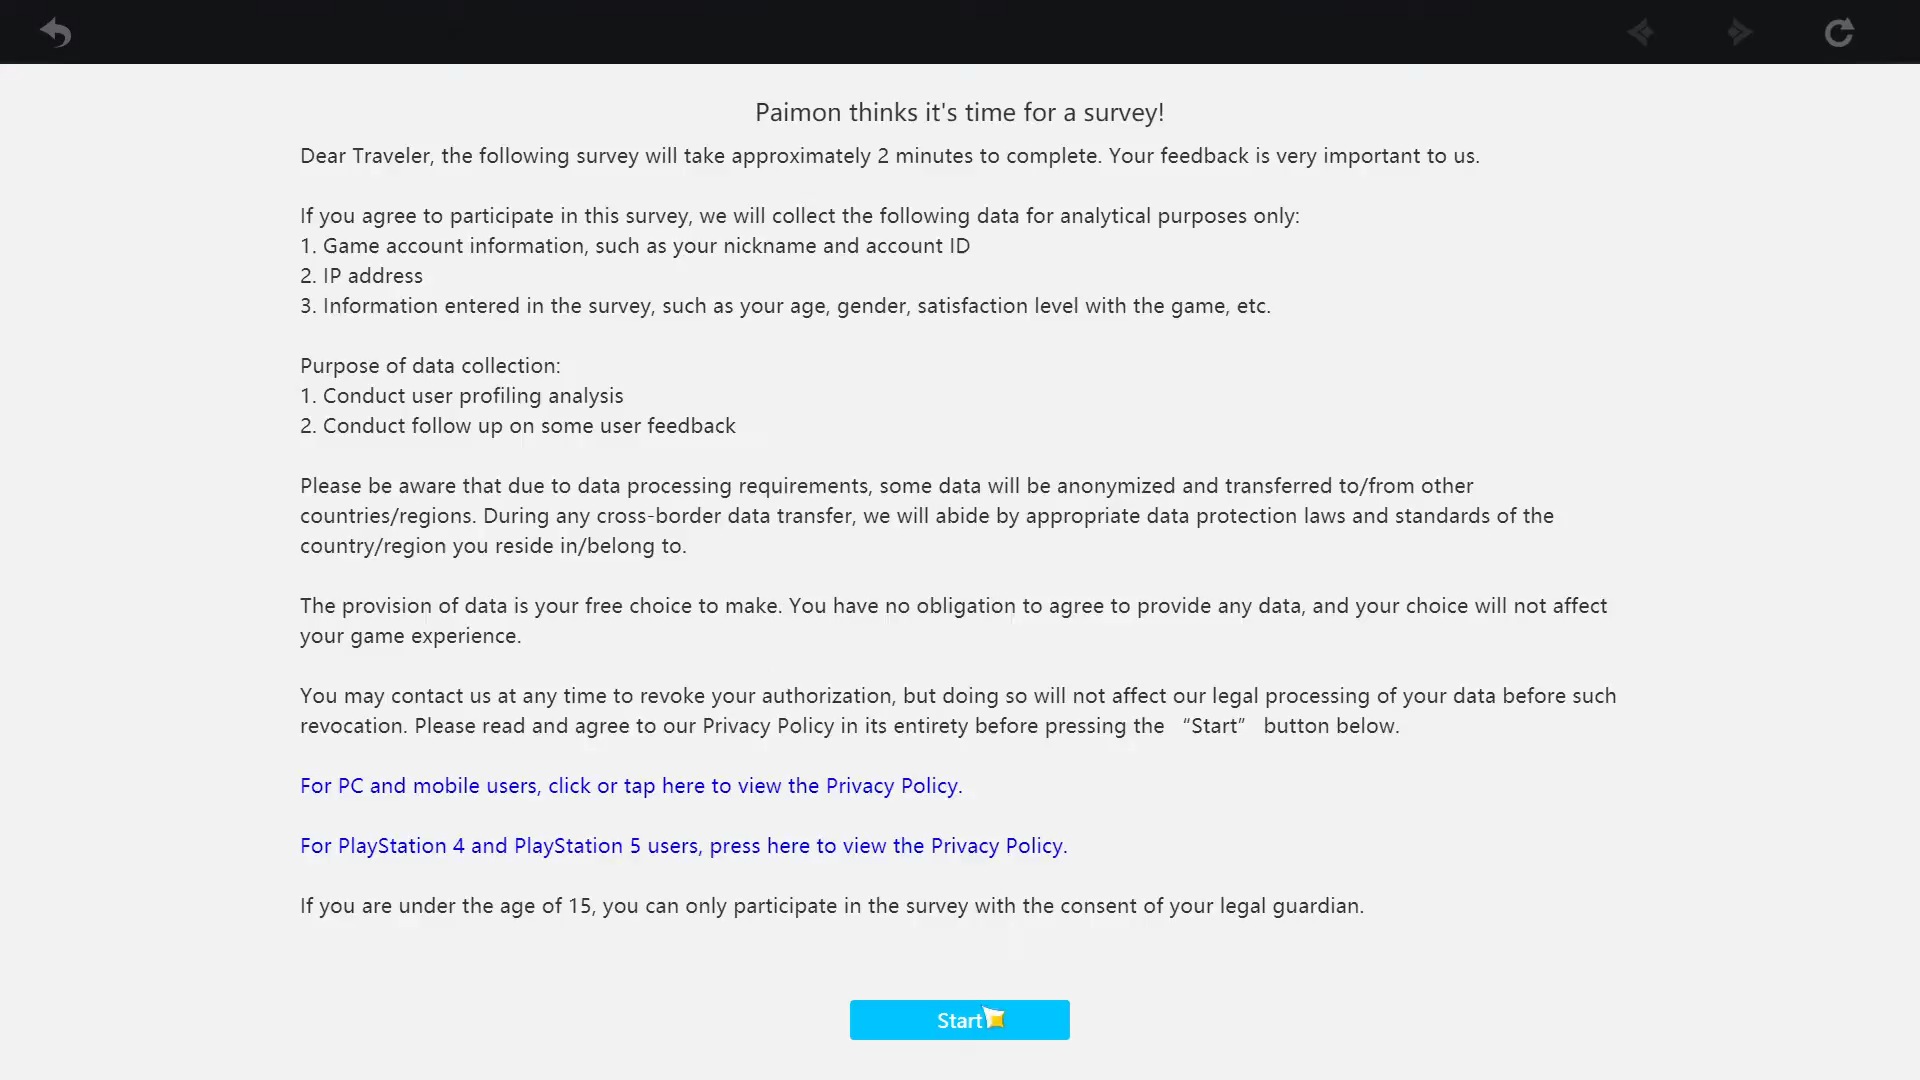 Paimon thinks it's time for a survey!
Dear Traveler, the following survey will take approximately 2 minutes to complete. Your feedback is very important to us.
If you agree to participate in this survey, we will collect the following data for analytical purposes only:
1. Game account information, such as your nickname and account ID
2. IP address
3. Information entered in the survey, such as your age, gender, satisfaction level with the game, etc.
Purpose of data collection:
1. Conduct user profiling analysis
2. Conduct follow up on some user feedback
Please be aware that due to data processing requirements, some data will be anonymized and transferred to/from other
countries/regions. During any cross-border data transfer, we will abide by appropriate data protection laws and standards of the
country/region you reside in/belong to.
The provision of data is your free choice to make. You have no obligation to agree to provide any data, and your choice will not affect
your game experience.
You may contact us at any time to revoke your authorization, but doing so will not affect our legal processing of your data before such
revocation. Please read and agree to our Privacy Policy in its entirety before pressing the “Start” button below.
For PC and mobile users, click or tap here to view the Privacy Policy.
For PlayStation 4 and PlayStation 5 users, press here to view the Privacy Policy.
If you are under the age of 15, you can only participate in the survey with the consent of your legal guardian.
Start